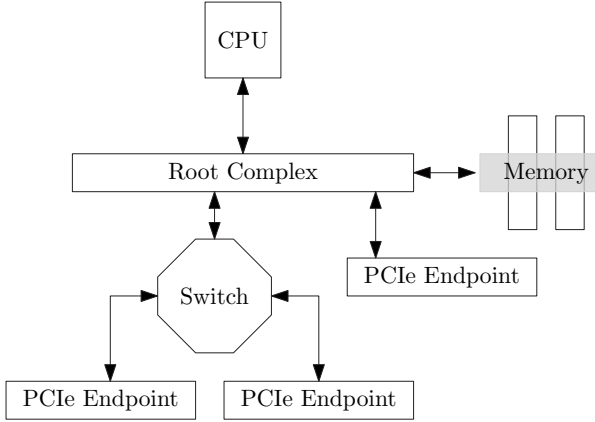 CPU
Root Complex
Memory
PCIe Endpoint
Switch
PCIe Endpoint
PCIe Endpoint